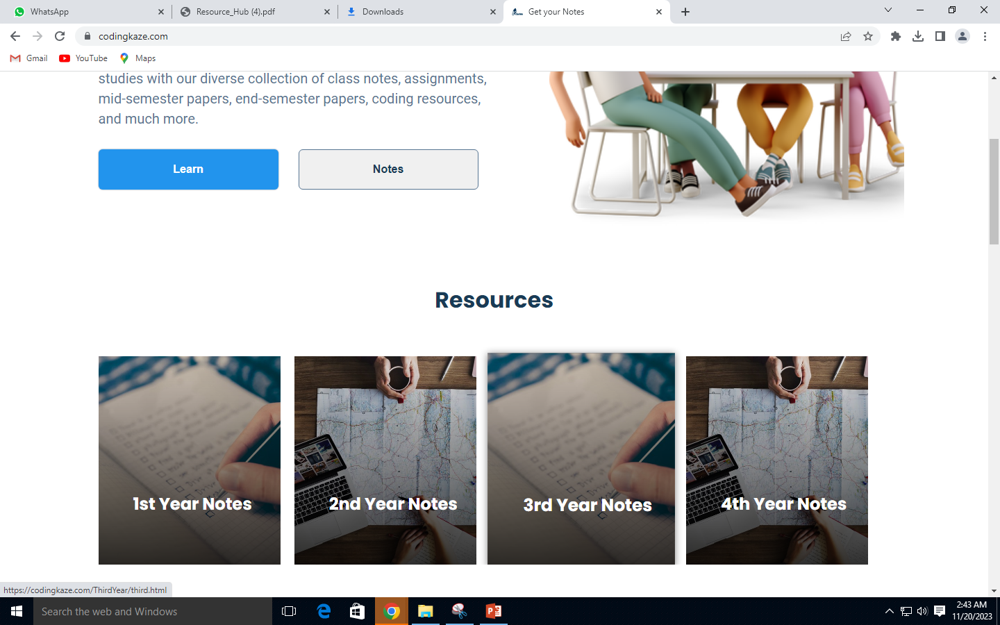 WhatsApp
Resource_Hub (4).pdf
Downloads
Get your Notes
codingkaze.com
Gmail
YouTube
Maps
studies with our diverse collection of class notes, assignments,
mid-semester papers, end-semester papers, coding resources,
and much more.
Learn
Notes
Resources
1st Year Notes
2nd Year Notes
3rd Year Notes
4th Year Notes
https://codingkaze.com/ThirdYear/third.html
Search the web and Windows
2:43 AM
11/20/2023